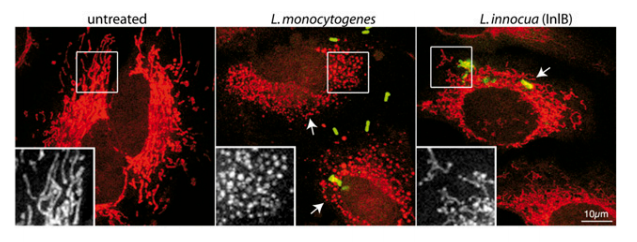 untreated
L. monocytogenes
L. innocua (InlB)
10µm